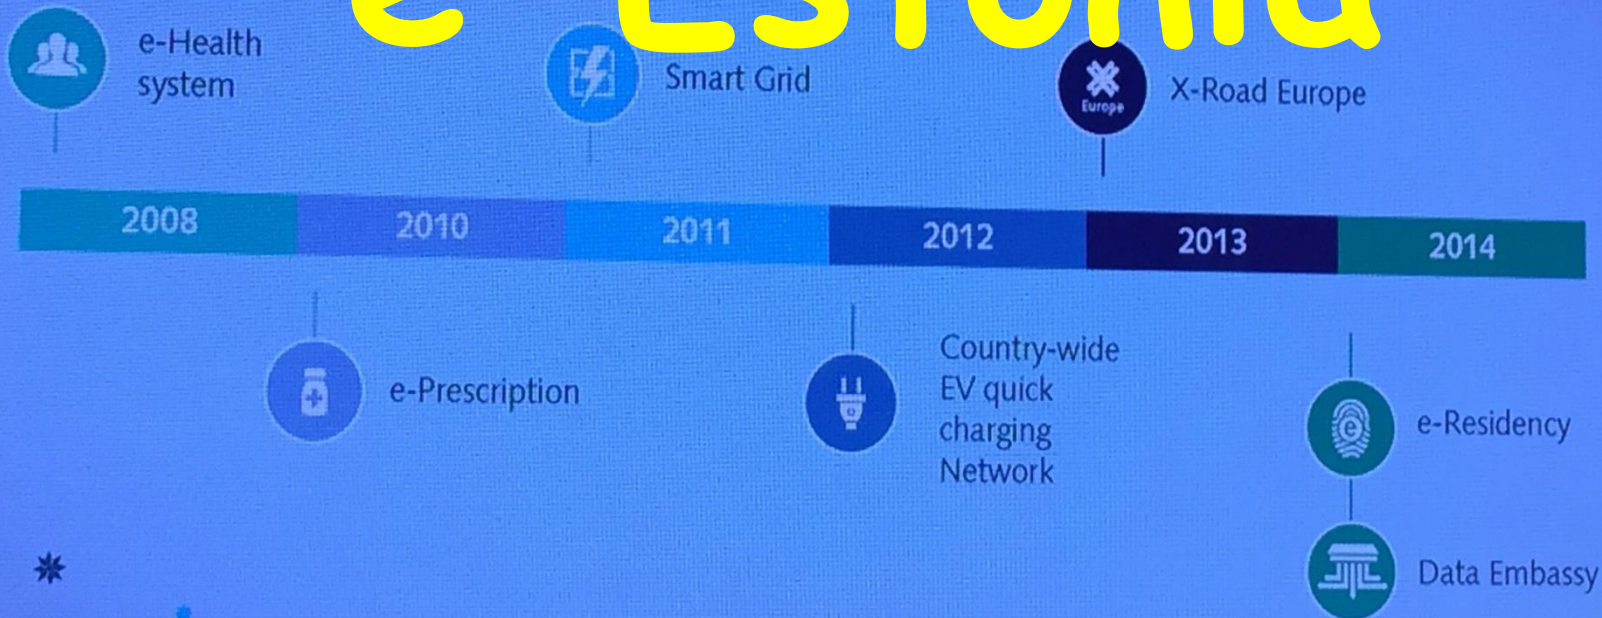 e-Estonia
e-Health
system
Smart Grid
Europe
X-Road Europe
2008
2010
2011
2012
2013
2014
e-Prescription
Country-wide
EV quick
charging
Network
e
e-Residency
Data Embassy